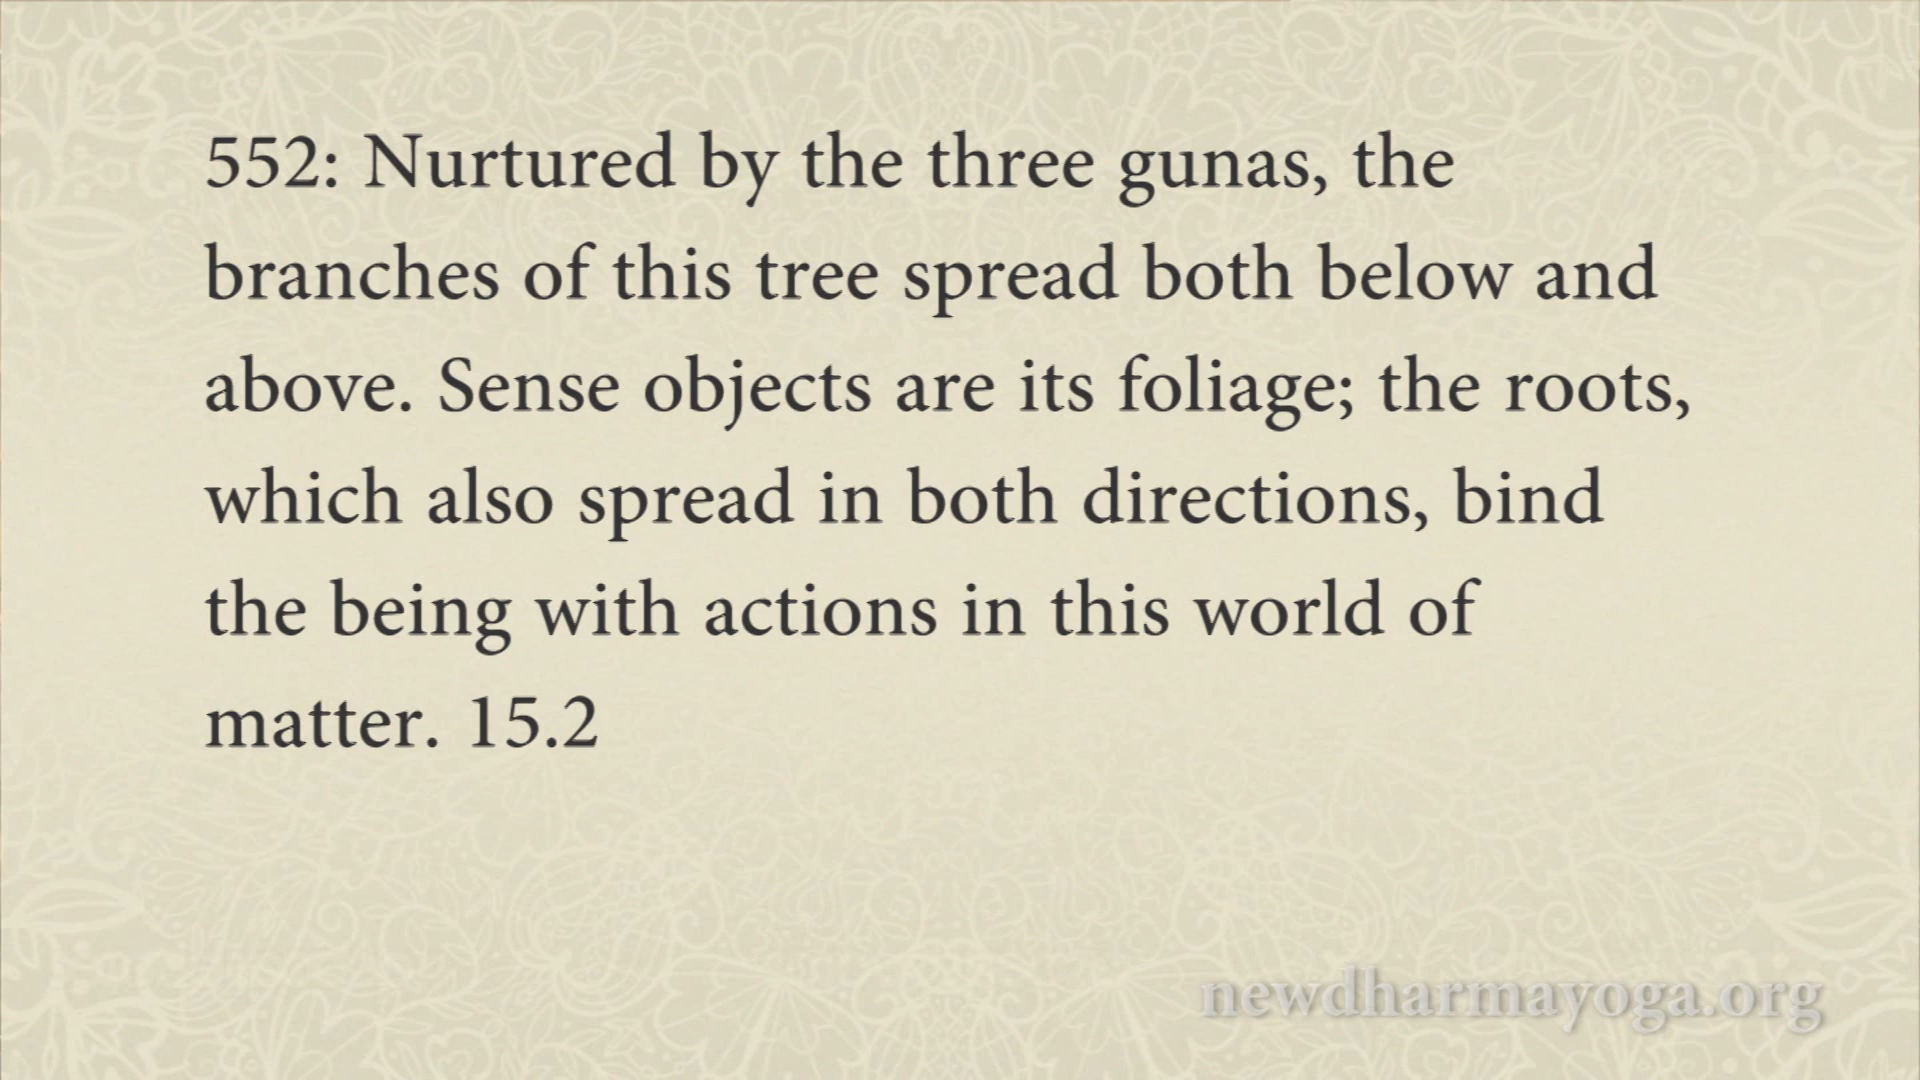 552: Nurtured by the three gunas, the
branches of this tree spread both below and
above. Sense objects are its foliage; the roots,
which also spread in both directions, bind
the being with actions in this world of
matter. 15.2
newdharmayoga.org